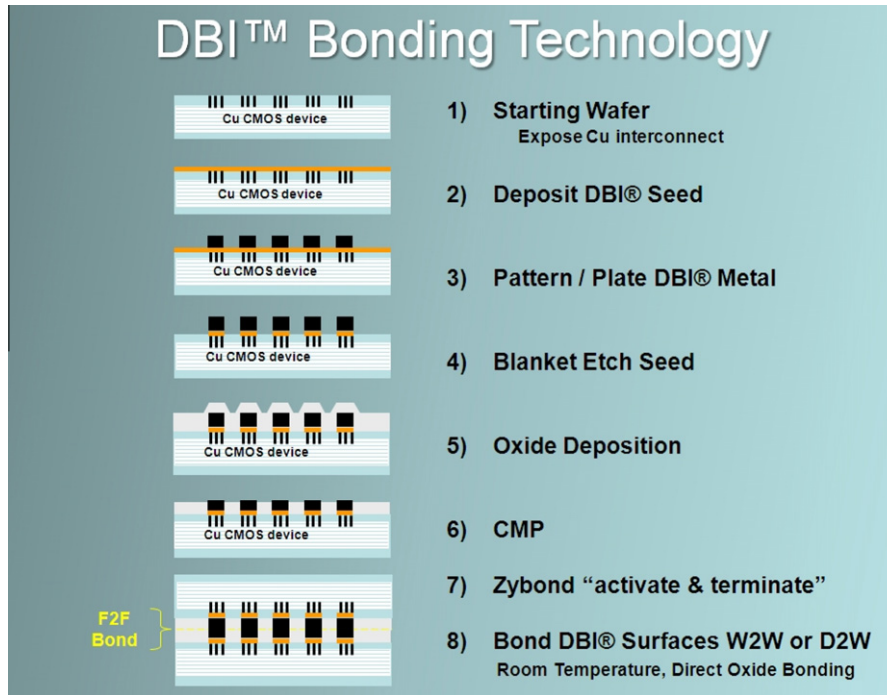 DBI™ Bonding Technology
Cu CMOS device
1) Starting Wafer
Expose Cu interconnect
Cu CMOS device
2) Deposit DBI® Seed
Cu CMOS device
3) Pattern / Plate DBI® Metal
Cu CMOS device
4) Blanket Etch Seed
Cu CMOS device
5) Oxide Deposition
Cu CMOS device
6) CMP
7) Zybond “activate & terminate”
F2F
Bond
8) Bond DBI® Surfaces W2W or D2W
Room Temperature, Direct Oxide Bonding